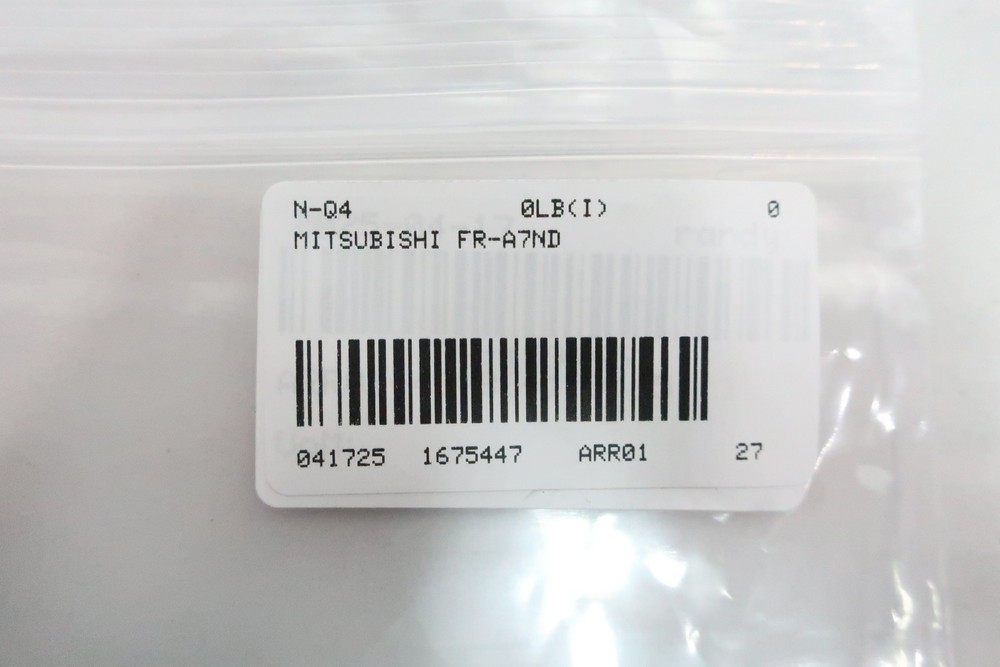 N-Q4 0LB(I) 0
MITSUBISHI FR-A7ND
041725 1675447 ARR01 27